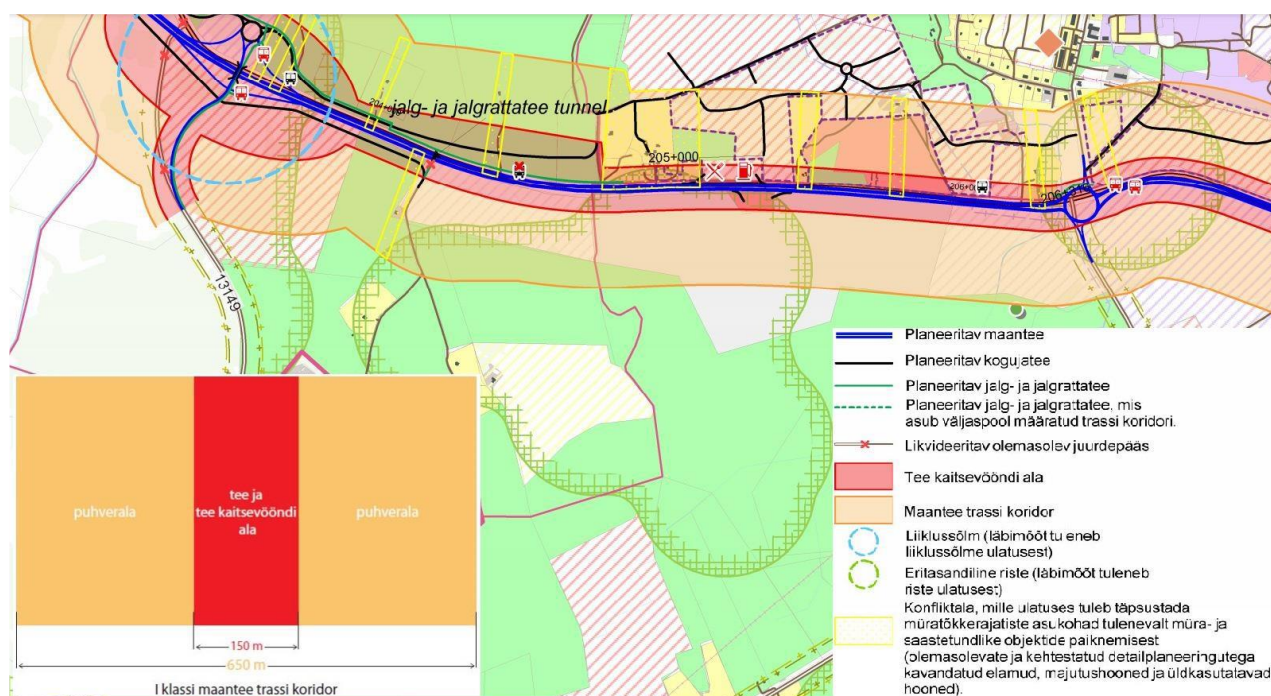 jalg- ja jalgrattatee tunnel
205+000
13149
Planeeritav maantee
Planeeritav kogujatee
Planeeritav jalg- ja jalgrattatee
Planeeritav jalg- ja jalgrattatee, mis
asub väljaspool määratud trassi koridori.
Likvideeritav olemasolev juurdepääs
Tee kaitsevööndi ala
Maantee trassi koridor
Liiklussõlm (läbimõõt tu eneb
liiklussõlme ulatusest)
Eritasandiline riste (läbimõõt tuleneb
riste ulatusest)
Konfliktala, mille ulatuses tuleb täpsustada
müratõkkerajatiste asukohad tulenevalt müra- ja
saastetundlike objektide paiknemisest
(olemasolevate ja kehtestatud detailplaneeringutega
kavandatud elamud, majutushooned ja üldkasutatavad
hooned).
puhverala
tee ja
tee kaitsevööndi
ala
puhverala
150 m
650 m
I klassi maantee trassi koridor